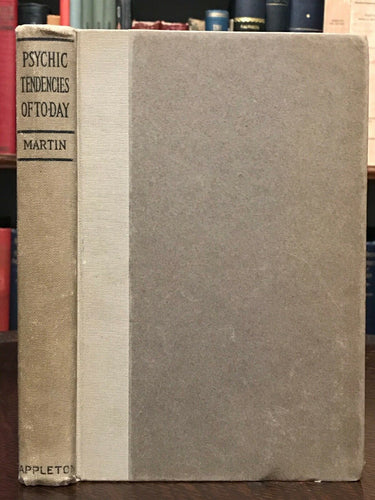 PSYCHIC
TENDENCIES
OF TO-DAY
MARTIN
APPLETON